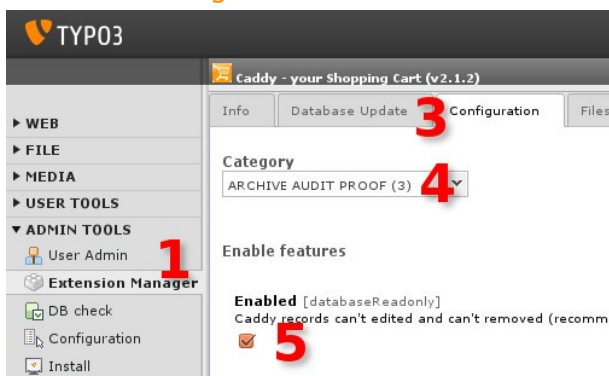 TYPO3
Caddy - your Shopping Cart (v2.1.2)
Info
Database Update
3
Configuration
Files
WEB
FILE
MEDIA
USER TOOLS
ADMIN TOOLS
User Admin
1
Extension Manager
DB check
Configuration
Install
Category
ARCHIVE AUDIT PROOF (3)
4
Enable features
Enabled [databaseReadonly]
Caddy records can't edited and can't removed (recomm
5